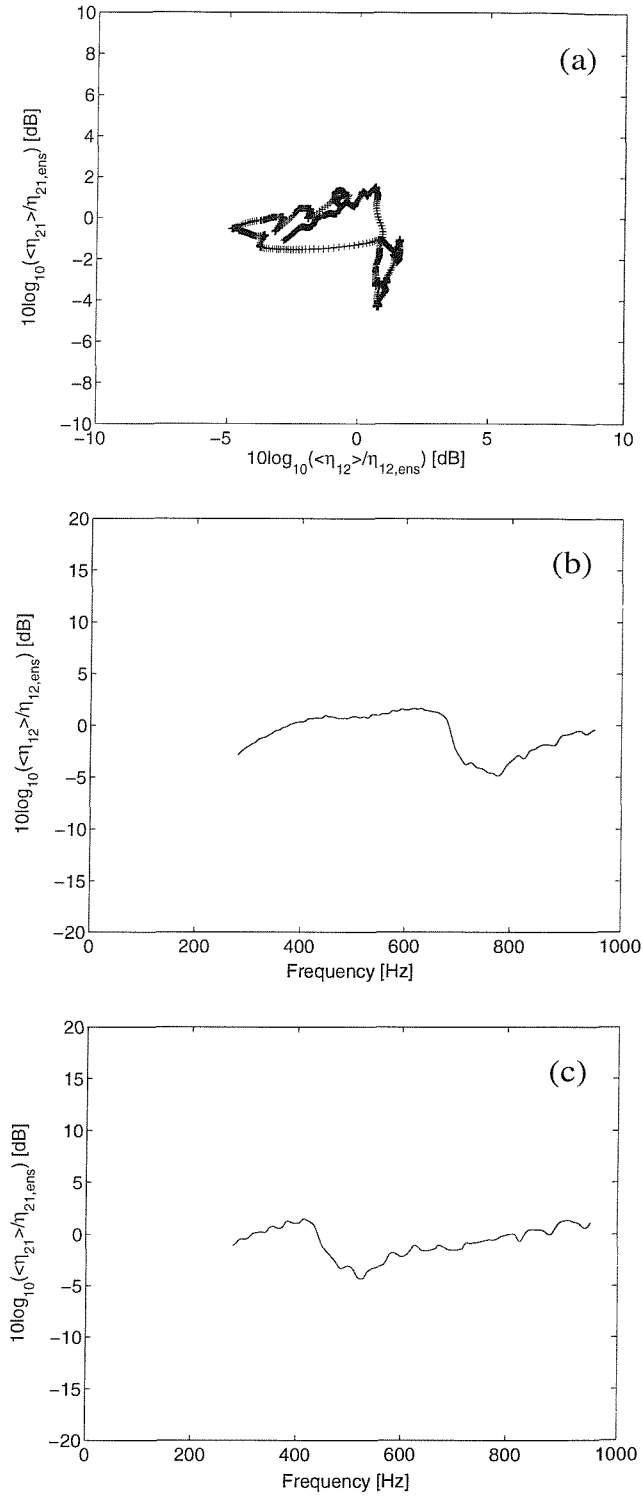 (a)
10log₁₀(<η₂₁>/η₂₁,ₑₙₛ) [dB]
10
8
6
4
2
0
−2
−4
−6
−8
−10
−10 −5 0 5 10
10log₁₀(<η₁₂>/η₁₂,ₑₙₛ) [dB]
(b)
10log₁₀(<η₁₂>/η₁₂,ₑₙₛ) [dB]
20
15
10
5
0
−5
−10
−15
−20
0 200 400 600 800 1000
Frequency [Hz]
(c)
10log₁₀(<η₂₁>/η₂₁,ₑₙₛ) [dB]
20
15
10
5
0
−5
−10
−15
−20
0 200 400 600 800 1000
Frequency [Hz]